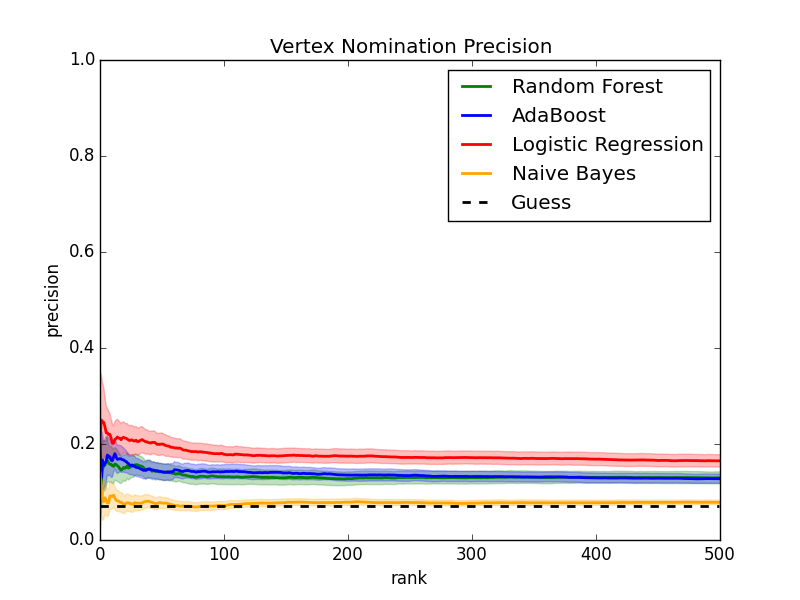 Vertex Nomination Precision
1.0
0.8
0.6
0.4
0.2
0.0
precision
Random Forest
AdaBoost
Logistic Regression
Naive Bayes
Guess
0
100
200
300
400
500
rank